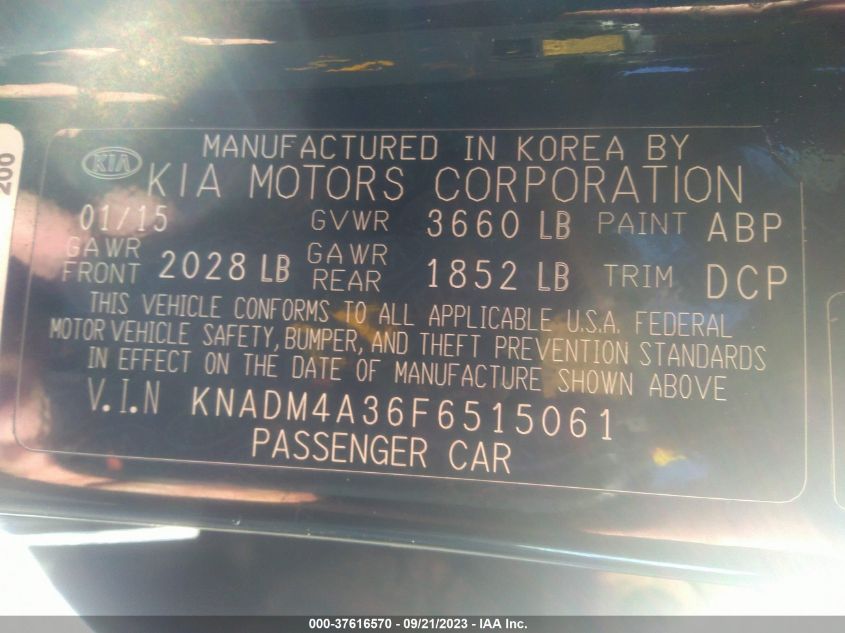 200
MANUFACTURED IN KOREA BY
KIA KIA MOTORS CORPORATION
01/15 GVWR 3660 LB PAINT ABP
GAWR FRONT 2028 LB GAWR REAR 1852 LB TRIM DCP
THIS VEHICLE CONFORMS TO ALL APPLICABLE U.S.A. FEDERAL
MOTOR VEHICLE SAFETY, BUMPER, AND THEFT PREVENTION STANDARDS
IN EFFECT ON THE DATE OF MANUFACTURE SHOWN ABOVE
V.I.N KNADM4A36F6515061
PASSENGER CAR
000-37616570 - 09/21/2023 - IAA Inc.